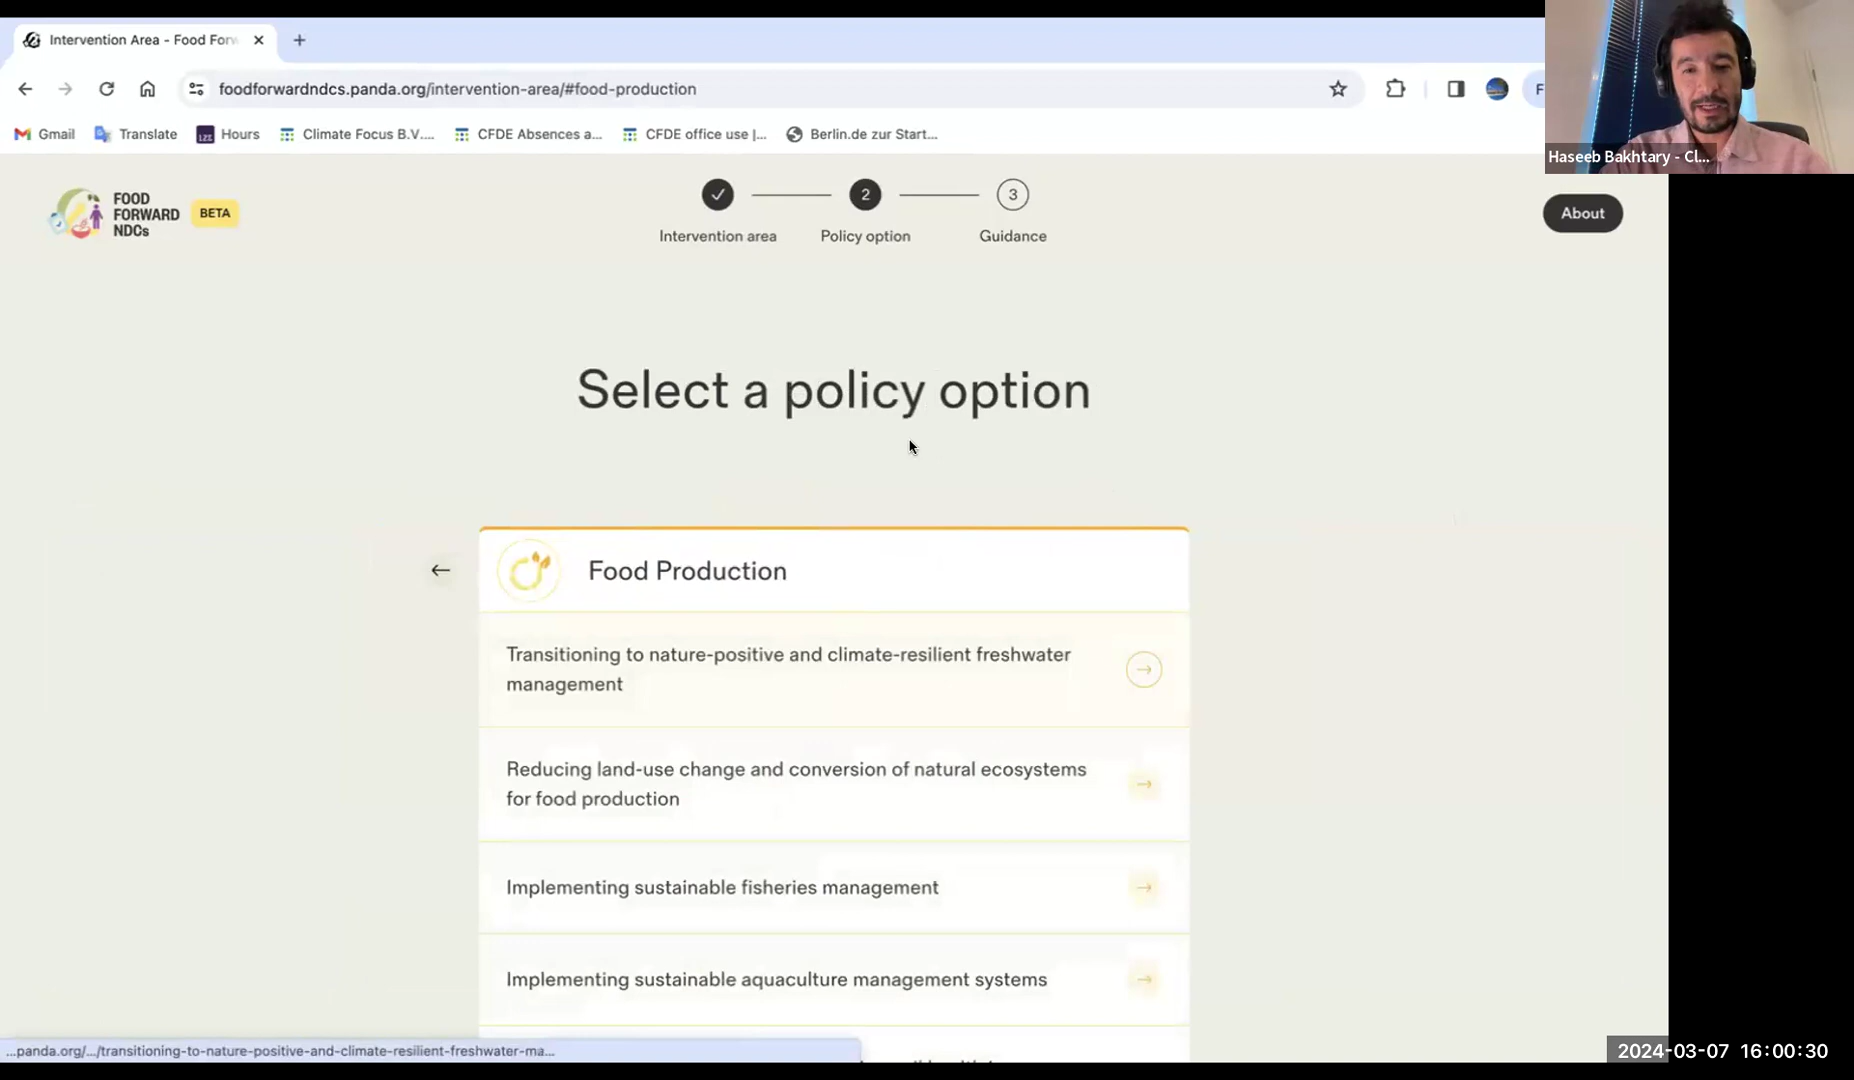 Intervention Area - Food Forw
foodforwardndcs.panda.org/intervention-area/#food-production
F
Gmail
Translate
Hours
Climate Focus B.V....
CFDE Absences a...
CFDE office use |...
Berlin.de zur Start...
Haseeb Bakhtary - Cl...
FOOD
FORWARD
NDCs
BETA
2
3
Intervention area
Policy option
Guidance
About
Select a policy option
Food Production
Transitioning to nature-positive and climate-resilient freshwater
management
Reducing land-use change and conversion of natural ecosystems
for food production
Implementing sustainable fisheries management
Implementing sustainable aquaculture management systems
...panda.org/.../transitioning-to-nature-positive-and-climate-resilient-freshwater-ma...
2024-03-07 16:00:30